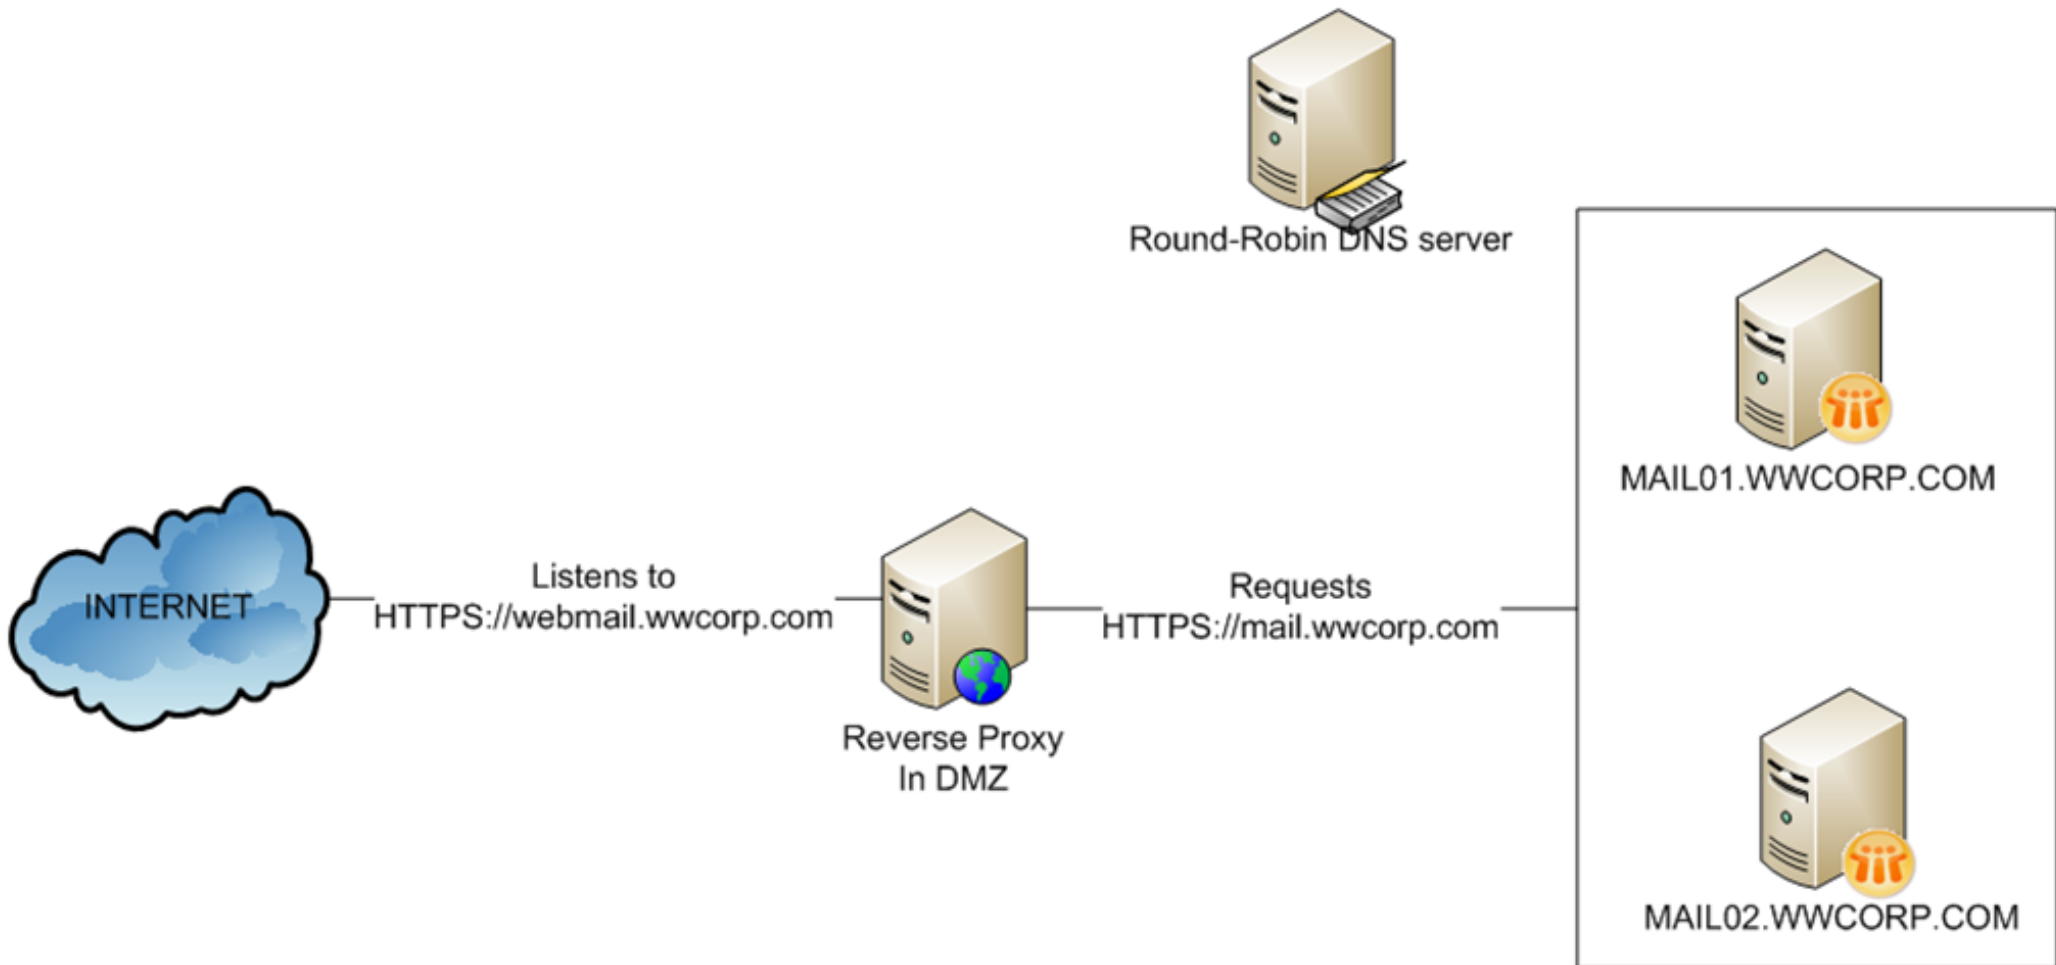 Round-Robin DNS server
MAIL01.WWCORP.COM
INTERNET
Listens to
HTTPS://webmail.wwcorp.com
Requests
HTTPS://mail.wwcorp.com
Reverse Proxy
In DMZ
MAIL02.WWCORP.COM